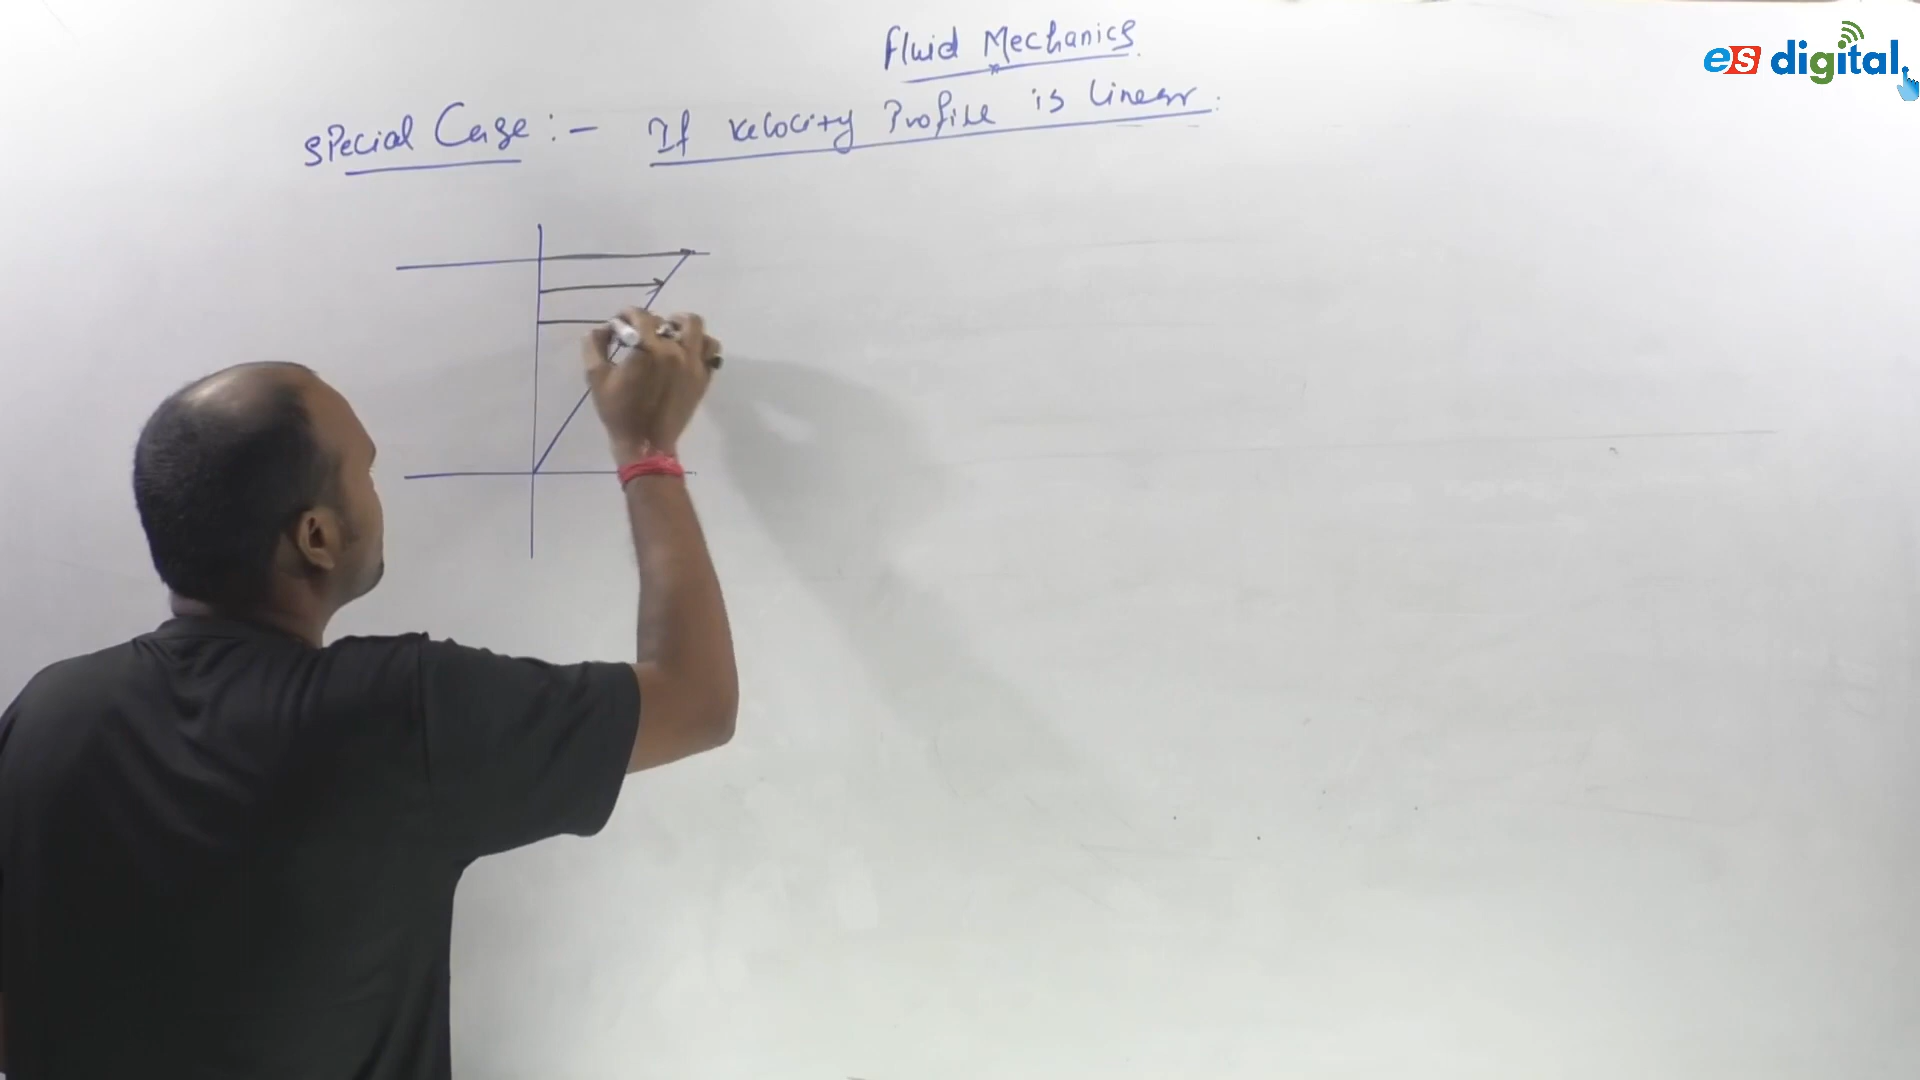 Fluid Mechanics.
es digital.
Special Case :- If velocity Profile is linear.